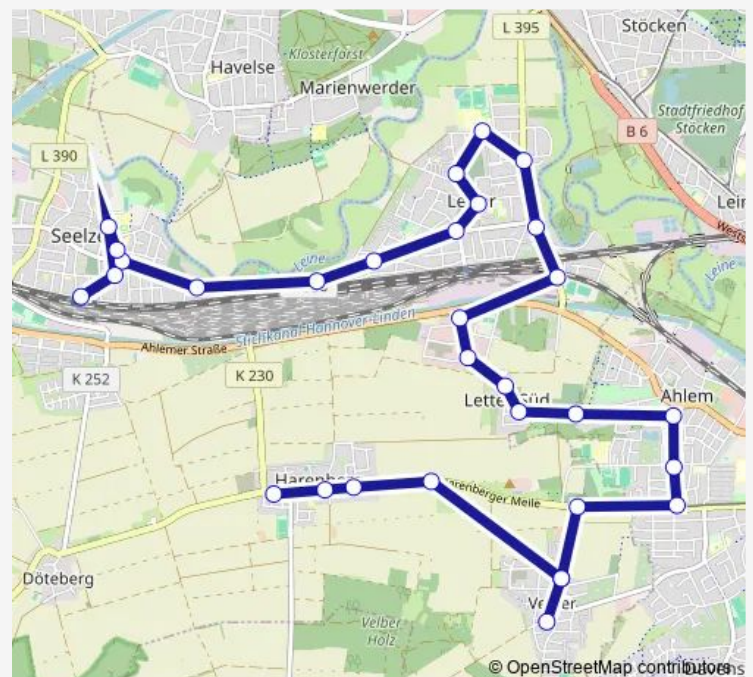 L 395
Stöcken
Klosterforst
Havelse
Marienwerder
Stadtfriedhof
Stöcken
B 6
L 390
Leine
Leine
Stichkanal Hannover-Linden
Ahlemer Straße
K 252
K 230
Ahlem
Harenberger Meile
Döteberg
Velber
Holz
© OpenStreetMap contributors